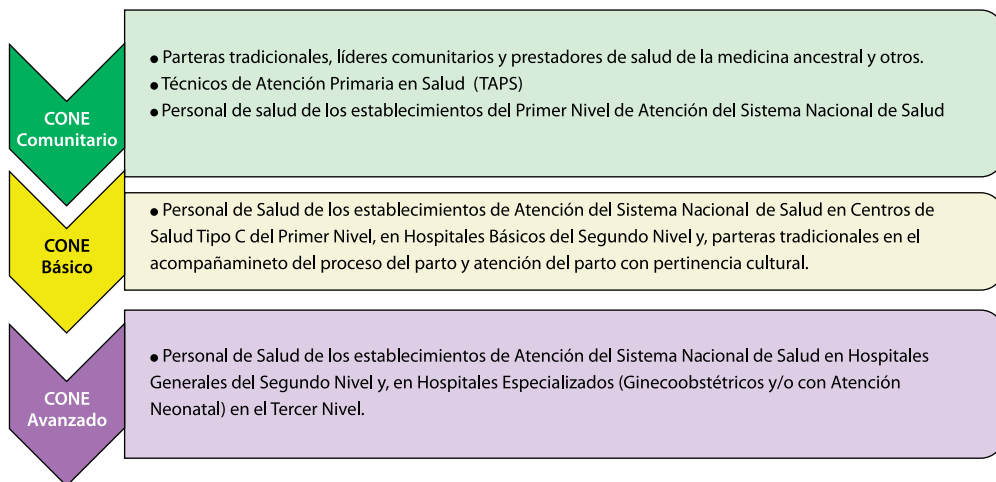 CONE
Comunitario
● Parteras tradicionales, líderes comunitarios y prestadores de salud de la medicina ancestral y otros.
● Técnicos de Atención Primaria en Salud (TAPS)
● Personal de salud de los establecimientos del Primer Nivel de Atención del Sistema Nacional de Salud
CONE
Básico
● Personal de Salud de los establecimientos de Atención del Sistema Nacional de Salud en Centros de
Salud Tipo C del Primer Nivel, en Hospitales Básicos del Segundo Nivel y, parteras tradicionales en el
acompañamineto del proceso del parto y atención del parto con pertinencia cultural.
CONE
Avanzado
● Personal de Salud de los establecimientos de Atención del Sistema Nacional de Salud en Hospitales
Generales del Segundo Nivel y, en Hospitales Especializados (Ginecoobstétricos y/o con Atención
Neonatal) en el Tercer Nivel.